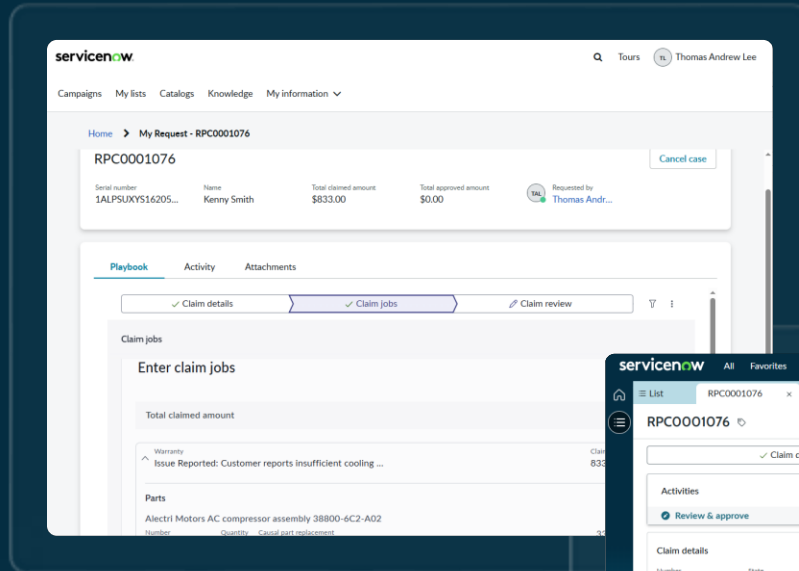 servicenow.
Tours
TL Thomas Andrew Lee
Campaigns My lists Catalogs Knowledge My information
Home My Request - RPC0001076
RPC0001076
Cancel case
Serial number Name Total claimed amount Total approved amount Requested by
1ALPSUXYS16205... Kenny Smith $833.00 $0.00 TAL Thomas Andr...
Playbook Activity Attachments
Claim details Claim jobs Claim review
Claim jobs
Enter claim jobs
Total claimed amount
Warranty
Issue Reported: Customer reports insufficient cooling ...
833
Parts
Alectri Motors AC compressor assembly 38800-6C2-A02
Number Quantity Causal part replacement
servicenow All Favorites
List RPC0001076
RPC0001076
Activities
Review & approve
Claim details
Number State